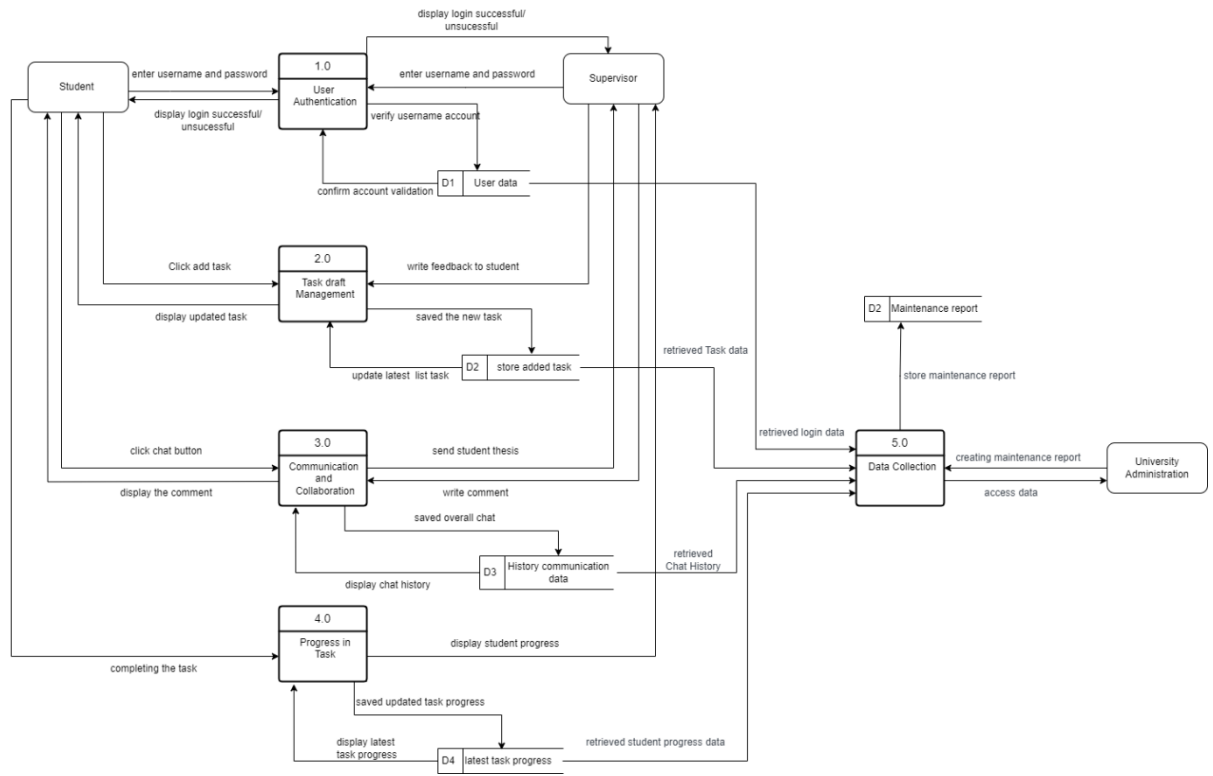 display login successful/
unsucessful
1.0
User
Authentication
Student
Supervisor
enter username and password
enter username and password
display login successful/
unsucessful
verify username account
confirm account validation
D1
User data
2.0
Task draft
Management
Click add task
write feedback to student
display updated task
saved the new task
D2
Maintenance report
retrieved Task data
D2
store added task
update latest list task
store maintenance report
3.0
Communication
and
Collaboration
click chat button
send student thesis
retrieved login data
5.0
Data Collection
creating maintenance report
University
Administration
display the comment
write comment
access data
saved overall chat
D3
History communication
data
retrieved
Chat History
display chat history
4.0
Progress in
Task
display student progress
completing the task
saved updated task progress
display latest
task progress
D4
latest task progress
retrieved student progress data